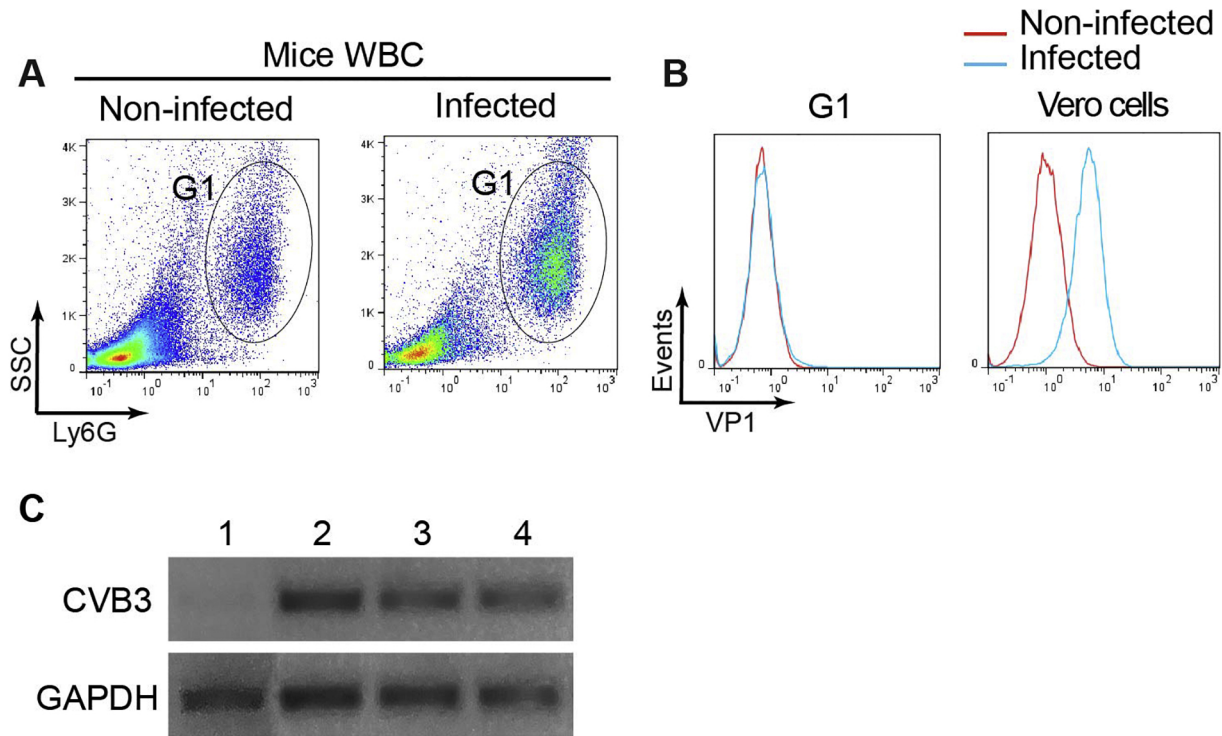 A
Mice WBC
Non-infected
Infected
4K
3K
2K
1K
0
G1
10⁻¹ 10⁰ 10¹ 10² 10³
4K
3K
2K
1K
0
G1
10⁻¹ 10⁰ 10¹ 10² 10³
SSC
Ly6G
B
Non-infected
Infected
G1
Vero cells
0
10⁻¹ 10⁰ 10¹ 10² 10³
0
10⁻¹ 10⁰ 10¹ 10² 10³
Events
VP1
C
1 2 3 4
CVB3
GAPDH